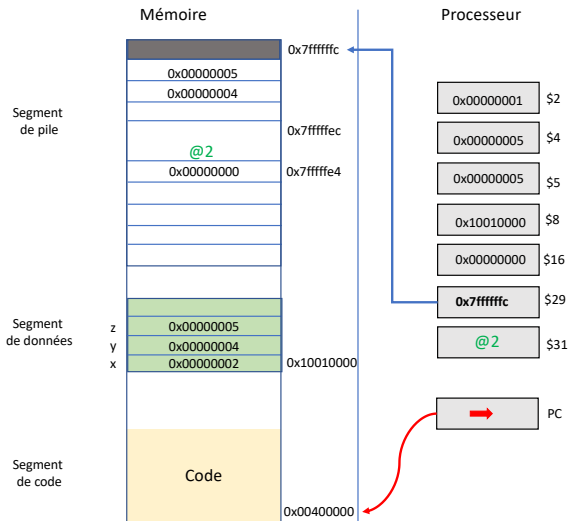 Mémoire
Processeur
0x7ffffffc
0x00000005
0x00000004
Segment
de pile
0x7fffffec
@2
0x00000000
0x7fffffe4
0x00000001
$2
0x00000005
$4
0x00000005
$5
0x10010000
$8
0x00000000
$16
0x7ffffffc
$29
@2
$31
PC
Segment
de données
z
0x00000005
y
0x00000004
x
0x00000002
0x10010000
Segment
de code
Code
0x00400000